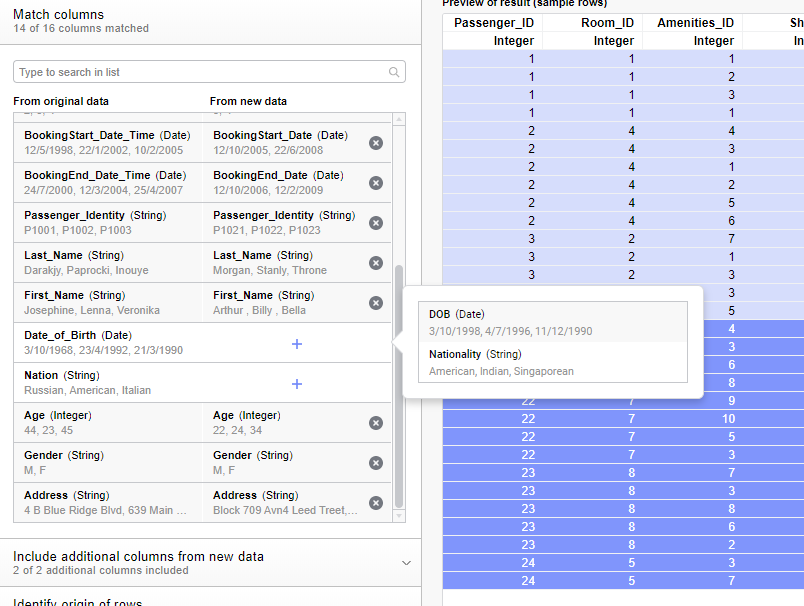 Match columns
14 of 16 columns matched
Type to search in list
From original data From new data
BookingStart_Date_Time (Date) BookingStart_Date (Date)
12/5/1998, 22/1/2002, 10/2/2005 12/10/2005, 22/6/2008
BookingEnd_Date_Time (Date) BookingEnd_Date (Date)
24/7/2000, 12/3/2004, 25/4/2007 12/10/2006, 12/2/2009
Passenger_Identity (String) Passenger_Identity (String)
P1001, P1002, P1003 P1021, P1022, P1023
Last_Name (String) Last_Name (String)
Darakjy, Paprocki, Inouye Morgan, Stanly, Throne
First_Name (String) First_Name (String)
Josephine, Lenna, Veronika Arthur , Billy , Bella
Date_of_Birth (Date)
3/10/1968, 23/4/1992, 21/3/1990
Nation (String)
Russian, American, Italian
Age (Integer) Age (Integer)
44, 23, 45 22, 24, 34
Gender (String) Gender (String)
M, F M, F
Address (String) Address (String)
4 B Blue Ridge Blvd, 639 Main ... Block 709 Avn4 Leed Treet,...
Include additional columns from new data
2 of 2 additional columns included
Identify origin of rows
DOB (Date)
3/10/1998, 4/7/1996, 11/12/1990
Nationality (String)
American, Indian, Singaporean
Preview of result (sample rows)
Passenger_ID Room_ID Amenities_ID Sh
Integer Integer Integer In
1 1 1
1 1 2
1 1 3
1 1 1
2 4 4
2 4 3
2 4 1
2 4 2
2 4 5
2 4 6
3 2 7
3 2 1
3 2 3
3
5
4
3
6
8
22 7 9
22 7 10
22 7 5
22 7 3
23 8 7
23 8 3
23 8 8
23 8 6
23 8 2
24 5 3
24 5 7